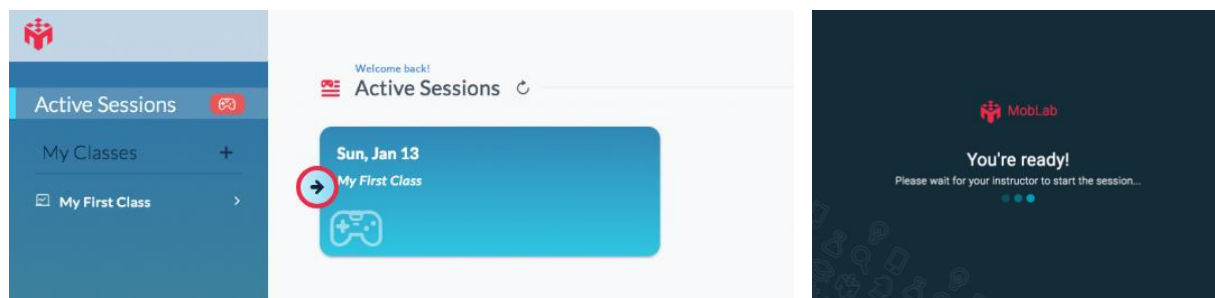 Active Sessions
My Classes +
My First Class >
Welcome back!
Active Sessions
Sun, Jan 13
My First Class
MobLab
You're ready!
Please wait for your instructor to start the session...